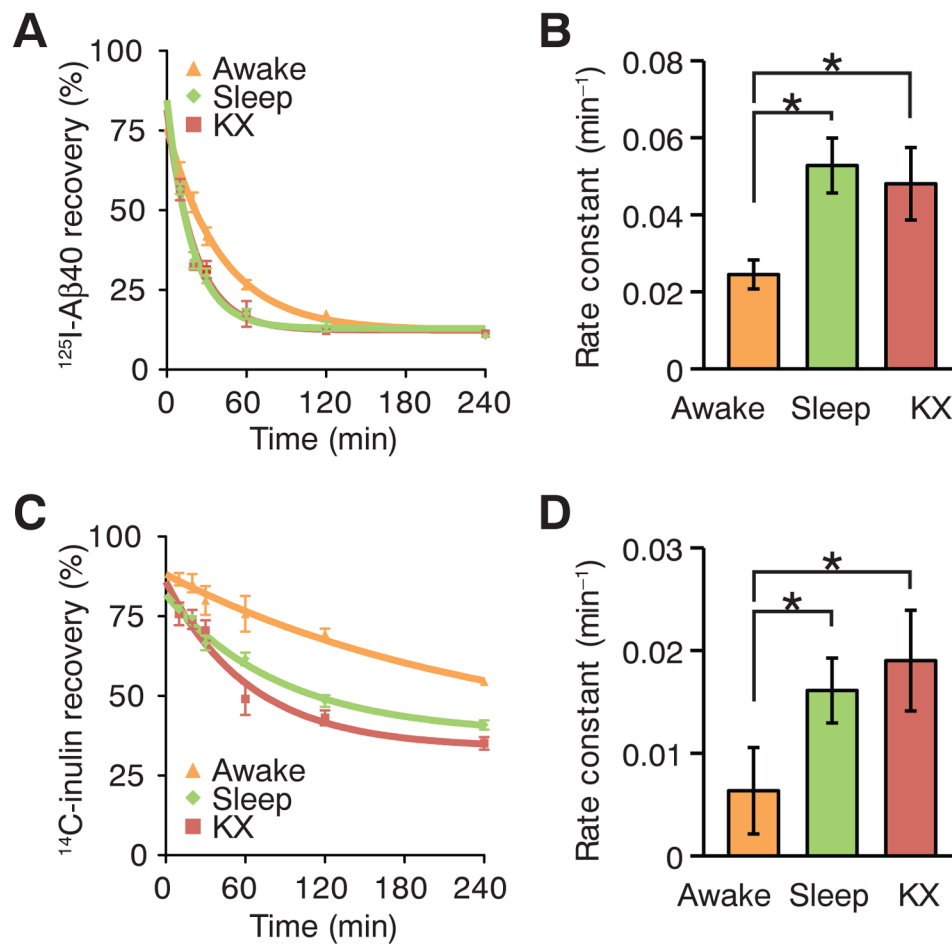 A
100
75
50
25
0
¹²⁵I-Aβ40 recovery (%)
Awake
Sleep
KX
0 60 120 180 240
Time (min)
B
0.08
0.06
0.04
0.02
0
Rate constant (min⁻¹)
*
*
Awake Sleep KX
C
100
75
50
25
0
¹⁴C-inulin recovery (%)
Awake
Sleep
KX
0 60 120 180 240
Time (min)
D
0.03
0.02
0.01
0
Rate constant (min⁻¹)
*
*
Awake Sleep KX